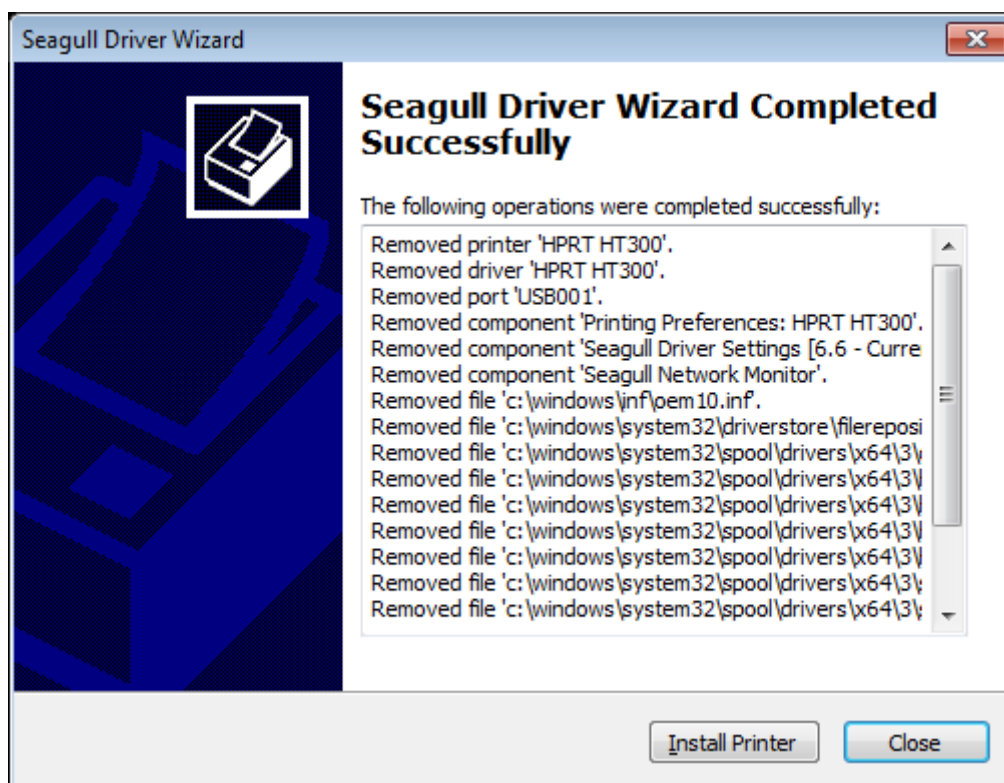 Seagull Driver Wizard
Seagull Driver Wizard Completed
Successfully
The following operations were completed successfully:
Removed printer 'HPRT HT300'.
Removed driver 'HPRT HT300'.
Removed port 'USB001'.
Removed component 'Printing Preferences: HPRT HT300'.
Removed component 'Seagull Driver Settings [6.6 - Curre
Removed component 'Seagull Network Monitor'.
Removed file 'c:\windows\inf\oem10.inf'.
Removed file 'c:\windows\system32\driverstore\filereposi
Removed file 'c:\windows\system32\spool\drivers\x64\3\
Removed file 'c:\windows\system32\spool\drivers\x64\3\
Removed file 'c:\windows\system32\spool\drivers\x64\3\
Removed file 'c:\windows\system32\spool\drivers\x64\3\
Removed file 'c:\windows\system32\spool\drivers\x64\3\
Removed file 'c:\windows\system32\spool\drivers\x64\3\
Removed file 'c:\windows\system32\spool\drivers\x64\3\
Install Printer
Close